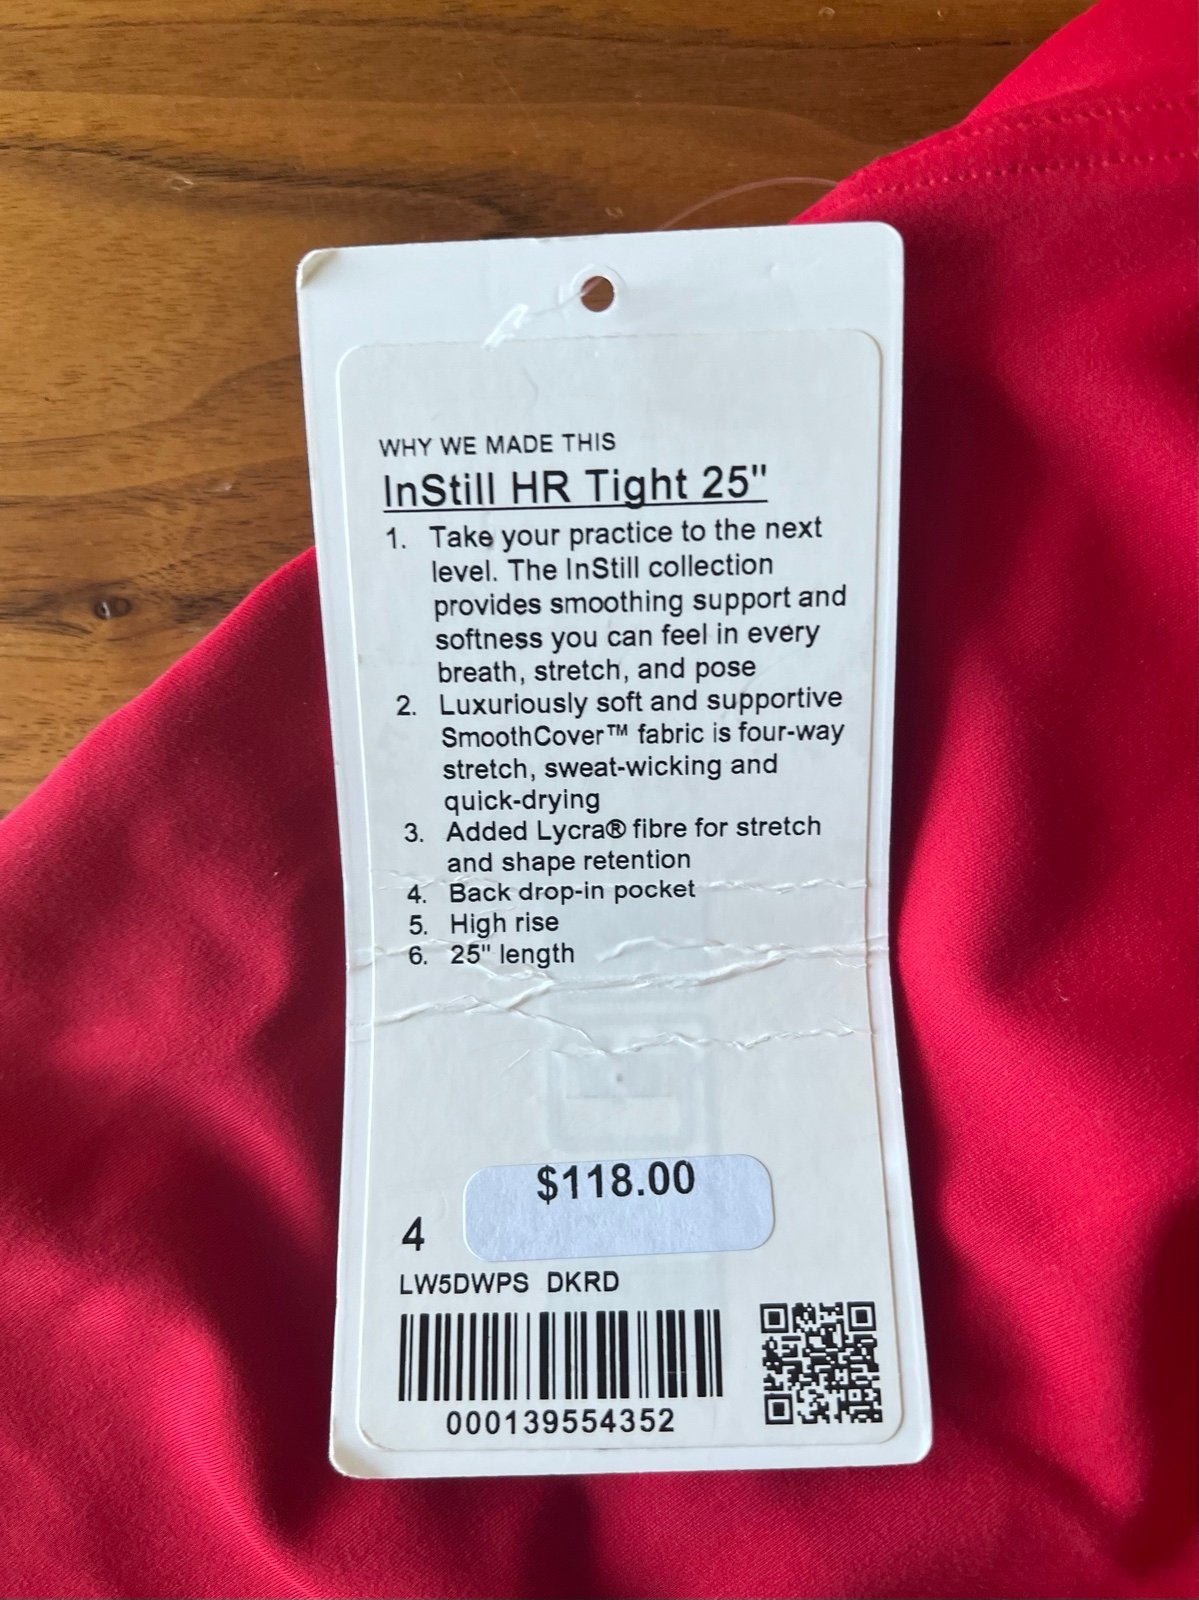 WHY WE MADE THIS
InStill HR Tight 25"
1. Take your practice to the next
level. The InStill collection
provides smoothing support and
softness you can feel in every
breath, stretch, and pose
2. Luxuriously soft and supportive
SmoothCover™ fabric is four-way
stretch, sweat-wicking and
quick-drying
3. Added Lycra® fibre for stretch
and shape retention
4. Back drop-in pocket
5. High rise
6. 25" length
$118.00
4
LW5DWPS DKRD
000139554352